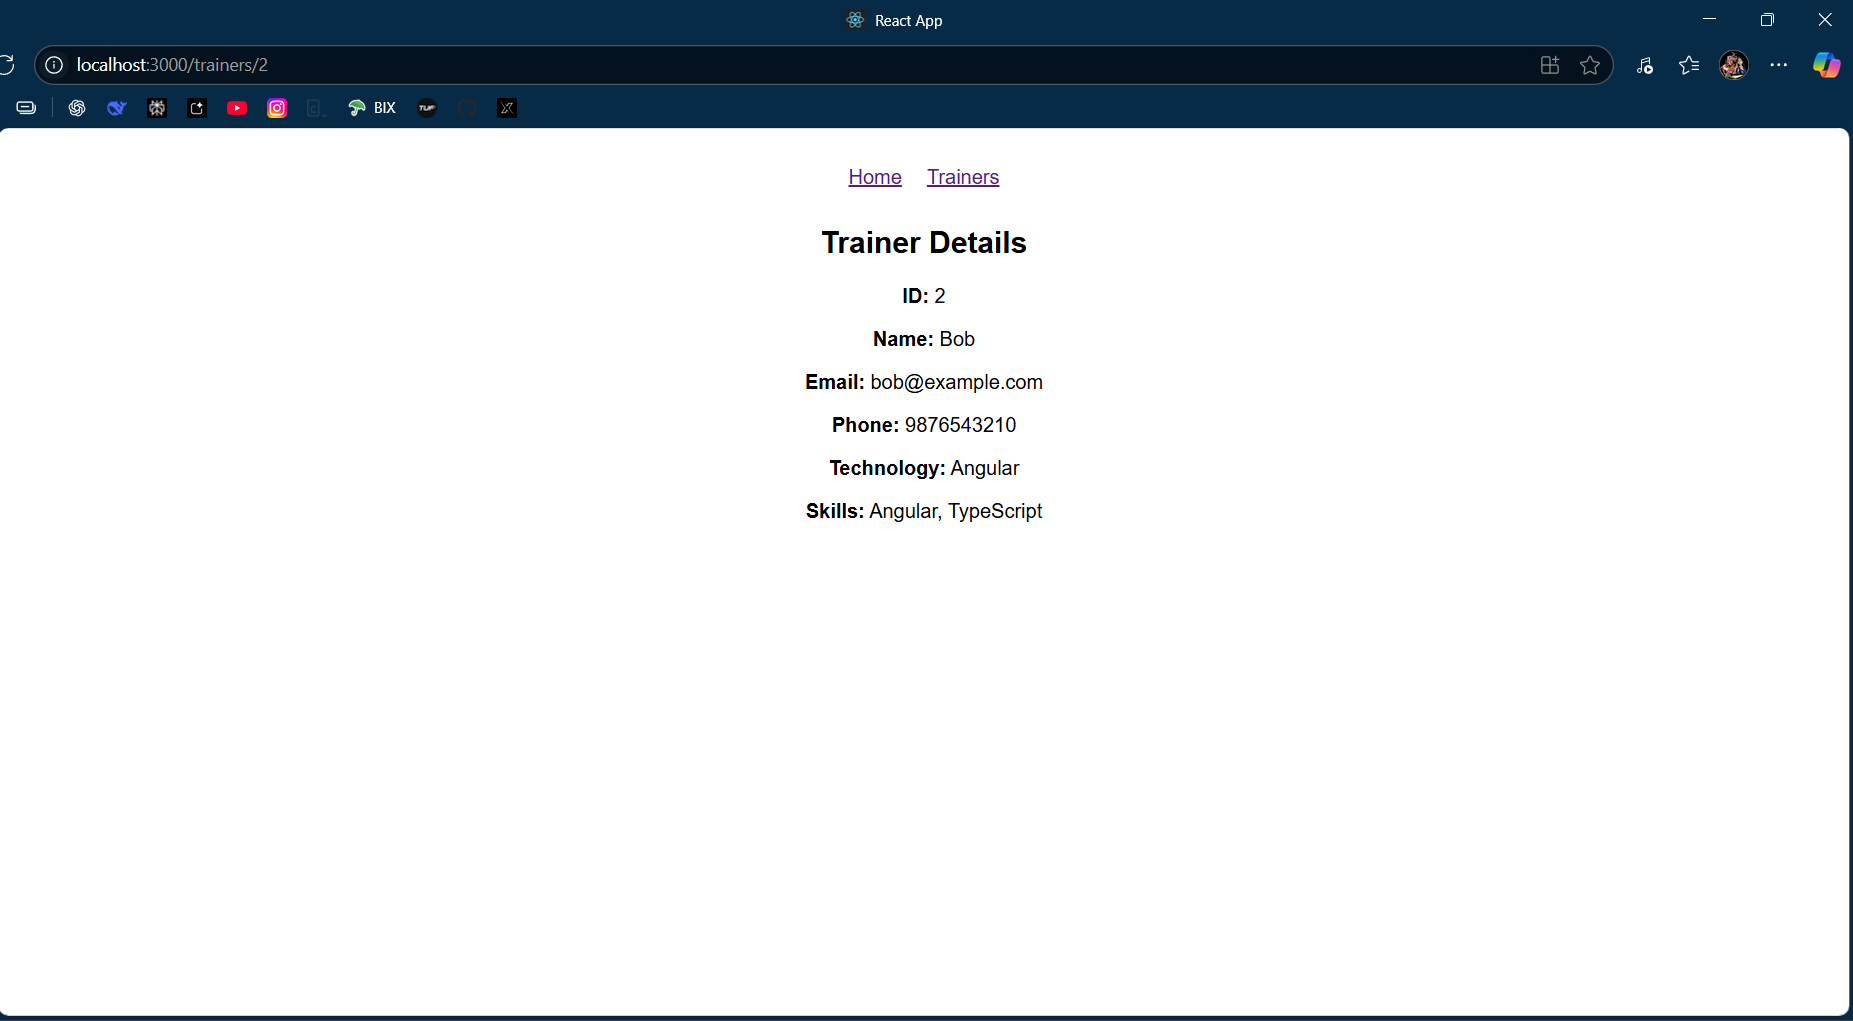 React App
localhost:3000/trainers/2
BIX
TUF
Home Trainers
Trainer Details
ID: 2
Name: Bob
Email: bob@example.com
Phone: 9876543210
Technology: Angular
Skills: Angular, TypeScript